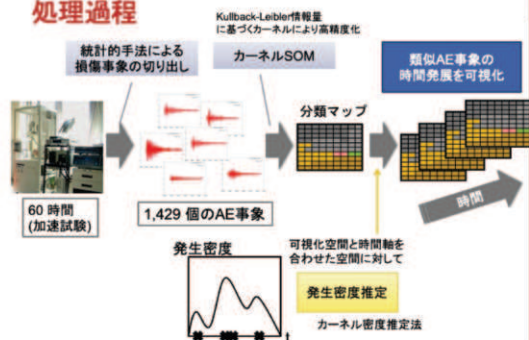 処理過程
Kullback-Leibler情報量
に基づくカーネルにより高精度化
統計的手法による
損傷事象の切り出し
カーネルSOM
類似AE事象の
時間発展を可視化
分類マップ
60 時間
(加速試験)
1,429 個のAE事象
時間
発生密度
可視化空間と時間軸を
合わせた空間に対して
発生密度推定
t
カーネル密度推定法